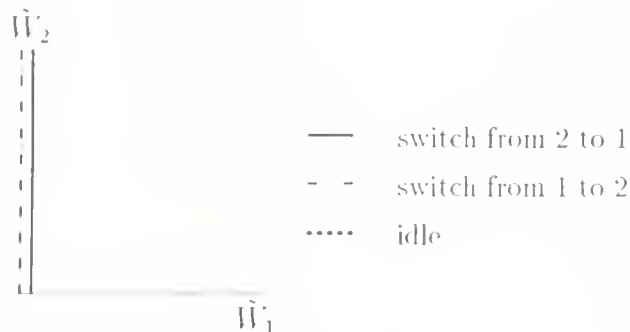 W̃₂
switch from 2 to 1
switch from 1 to 2
idle
W̃₁